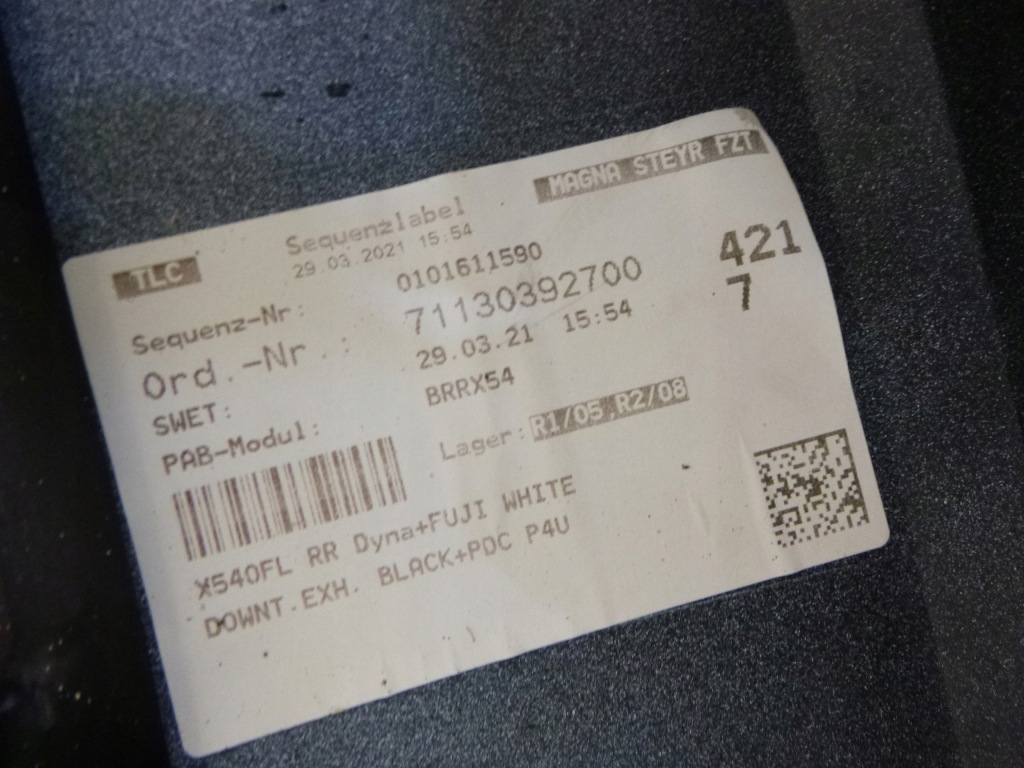 MAGNA STEYR FZT
TLC
Sequenzlabel
29.03.2021 15:54
421
7
Sequenz-Nr: 0101611590
Ord.-Nr.: 71130392700
SWET: 29.03.21 15:54
PAB-Modul: BRRX54
Lager: R1/05,R2/08
X540FL RR Dyna+FUJI WHITE
DOWNT.EXH. BLACK+PDC P4U